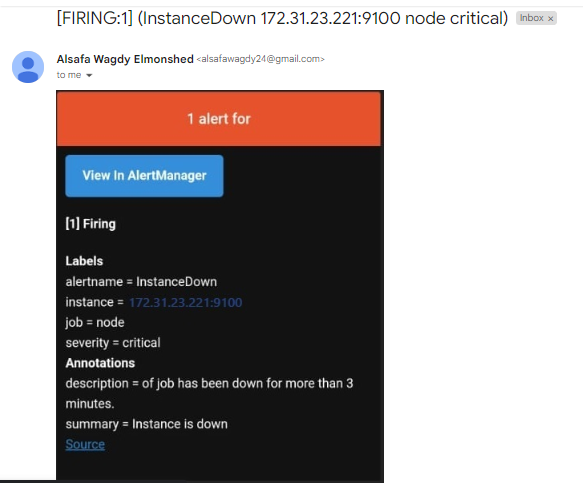 [FIRING:1] (InstanceDown 172.31.23.221:9100 node critical) Inbox x
Alsafa Wagdy Elmonshed <alsafawagdy24@gmail.com>
to me
1 alert for
View In AlertManager
[1] Firing
Labels
alertname = InstanceDown
instance = 172.31.23.221:9100
job = node
severity = critical
Annotations
description = of job has been down for more than 3
minutes.
summary = Instance is down
Source